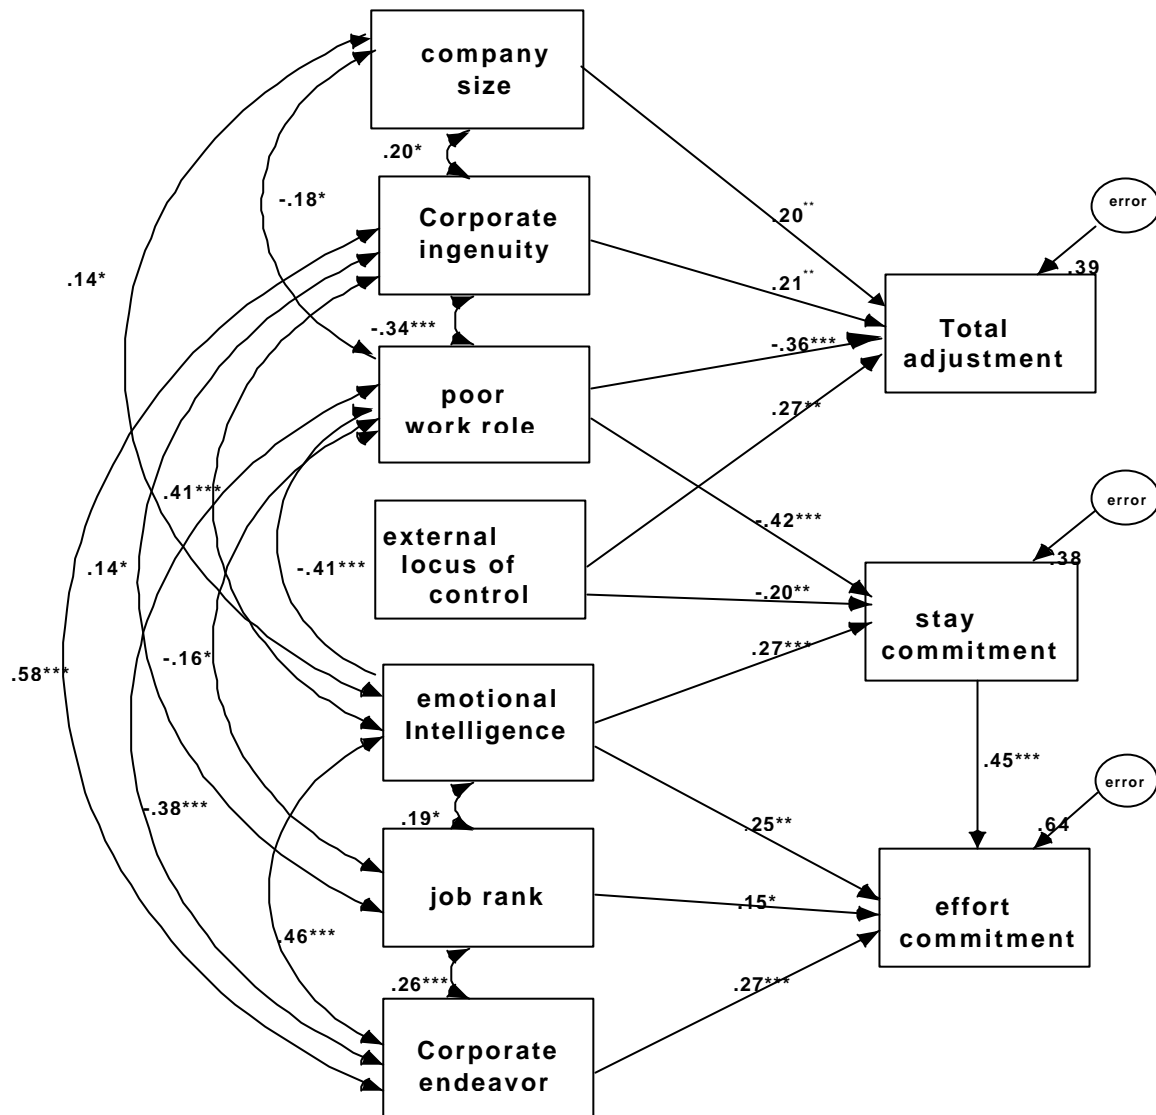 company
size
.20*
-.18*
Corporate
ingenuity
.20**
error
.14*
.21**
.39
-.34***
Total
adjustment
-.36***
poor
work role
.27**
.41***
external
locus of
control
-.42***
error
.38
.14*
-.41***
-.20**
stay
commitment
-.16*
.27***
.58***
emotional
Intelligence
.45***
error
-.38***
.19*
.25**
.64
job rank
.15*
effort
commitment
.46***
.26***
.27***
Corporate
endeavor